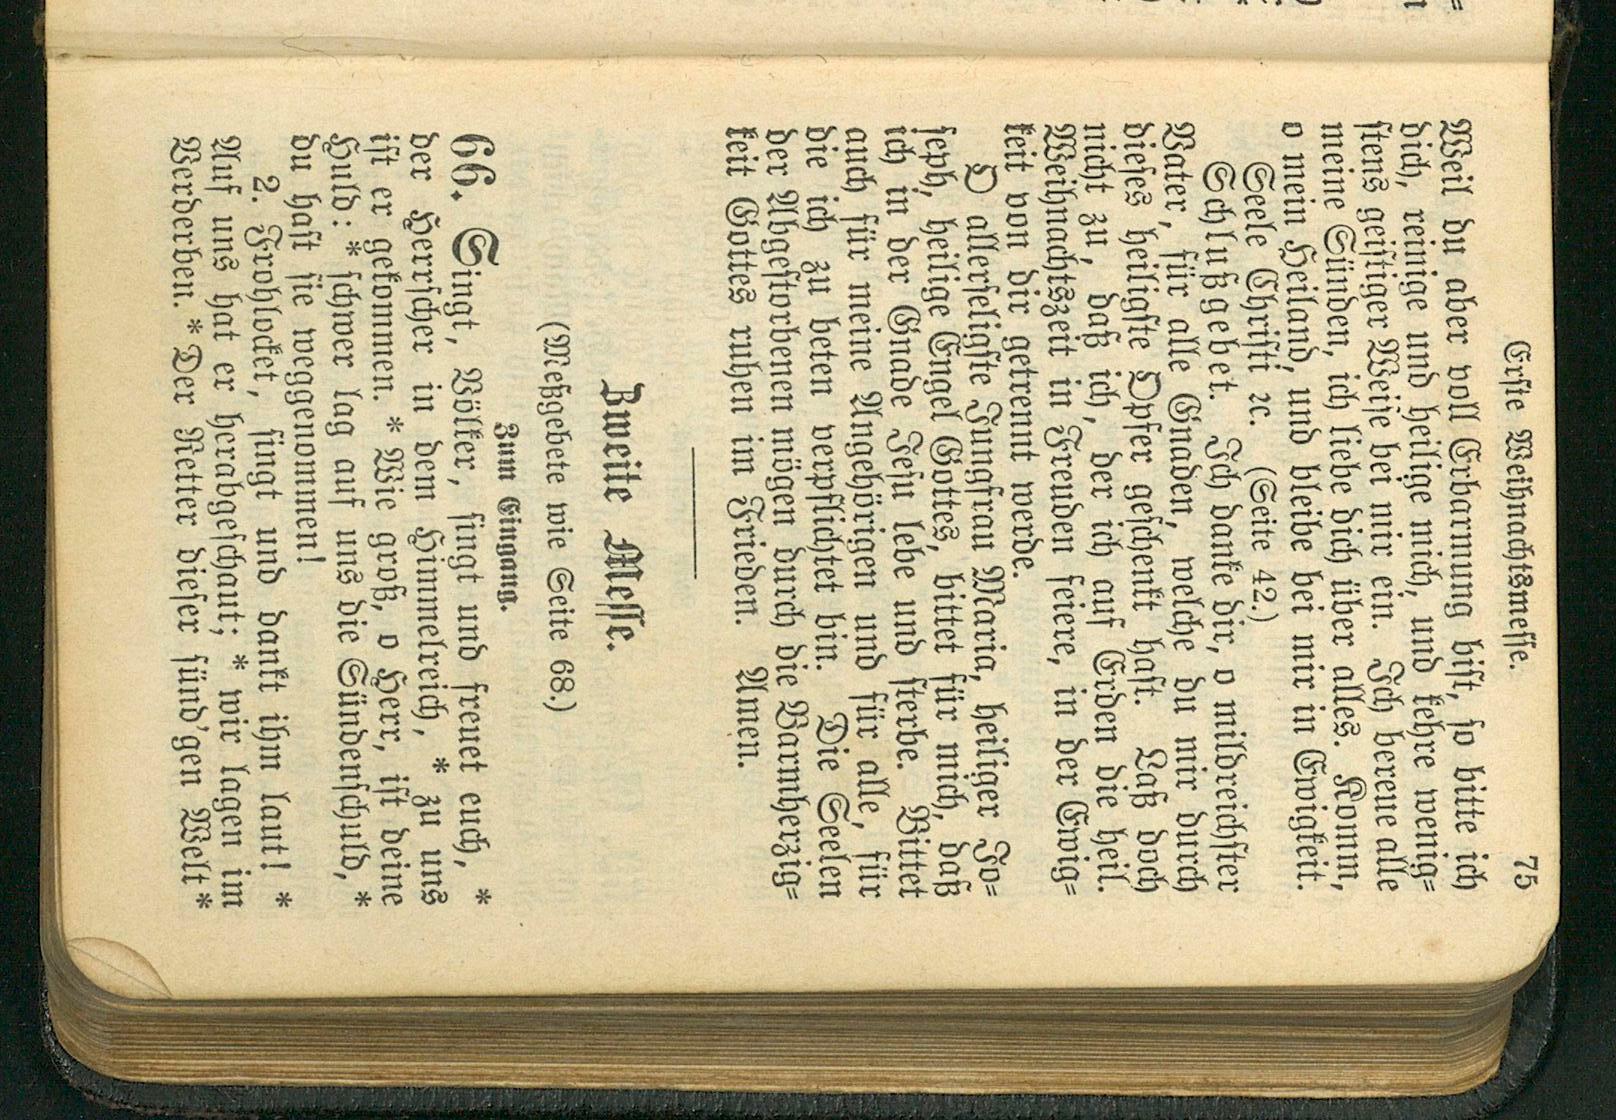 Erste Weihnachtsmesse. 75
Weil du aber voll Erbarmung bist, so bitte ich
dich, reinige und heilige mich, und kehre wenig=
stens geistiger Weise bei mir ein. Ich bereue alle
meine Sünden, ich liebe dich über alles. Komm,
o mein Heiland, und bleibe bei mir in Ewigkeit.
Seele Christi ꝛc. (Seite 42.)
Schlußgebet. Ich danke dir, o mildreichster
Vater, für alle Gnaden, welche du mir durch
dieses heiligste Opfer geschenkt hast. Laß doch
nicht zu, daß ich, der ich auf Erden die heil.
Weihnachtszeit in Freuden feiere, in der Ewig=
keit von dir getrennt werde.
O allerseligste Jungfrau Maria, heiliger Jo=
seph, heilige Engel Gottes, bittet für mich, daß
ich in der Gnade Jesu lebe und sterbe. Bittet
auch für meine Angehörigen und für alle, für
die ich zu beten verpflichtet bin. Die Seelen
der Abgestorbenen mögen durch die Barmherzig=
keit Gottes ruhen im Frieden. Amen.
Zweite Messe.
(Meßgebete wie Seite 68.)
Zum Eingang.
66. Singt, Völker, singt und freuet euch, *
der Herrscher in dem Himmelreich, * zu uns
ist er gekommen. * Wie groß, o Herr, ist deine
Huld: * schwer lag auf uns die Sündenschuld, *
du hast sie weggenommen!
2. Frohlocket, singt und dankt ihm laut! *
Auf uns hat er herabgeschaut; * wir lagen im
Verderben. * Der Retter dieser sünd'gen Welt *